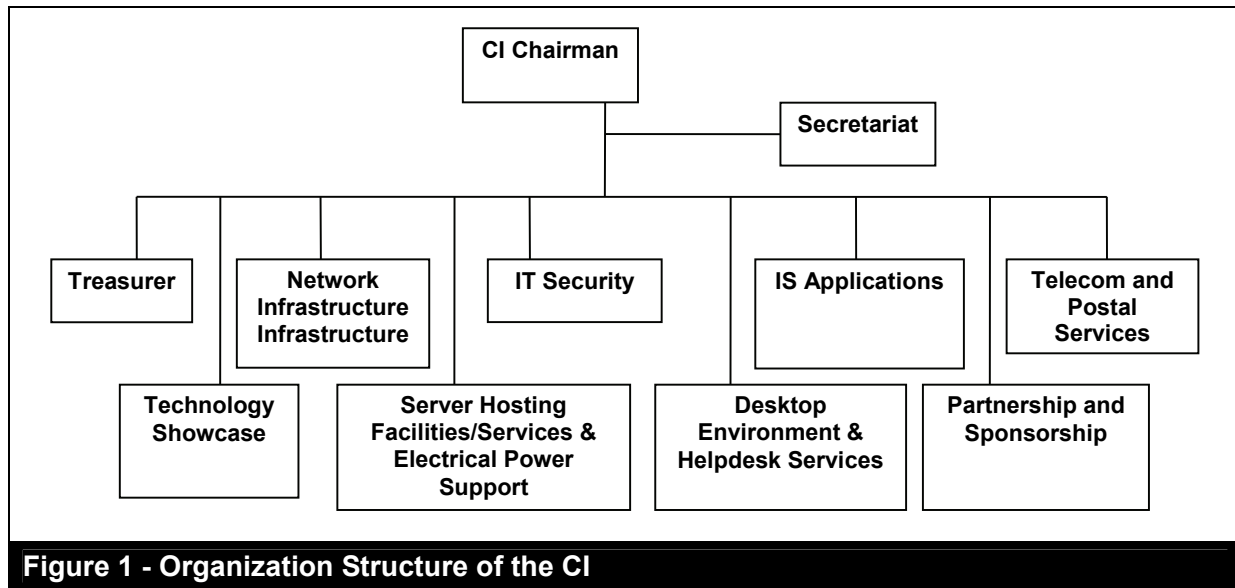 CI Chairman
Secretariat
Treasurer
Network
Infrastructure
Infrastructure
IT Security
IS Applications
Telecom and
Postal
Services
Technology
Showcase
Server Hosting
Facilities/Services &
Electrical Power
Support
Desktop
Environment &
Helpdesk Services
Partnership and
Sponsorship
Figure 1 - Organization Structure of the CI